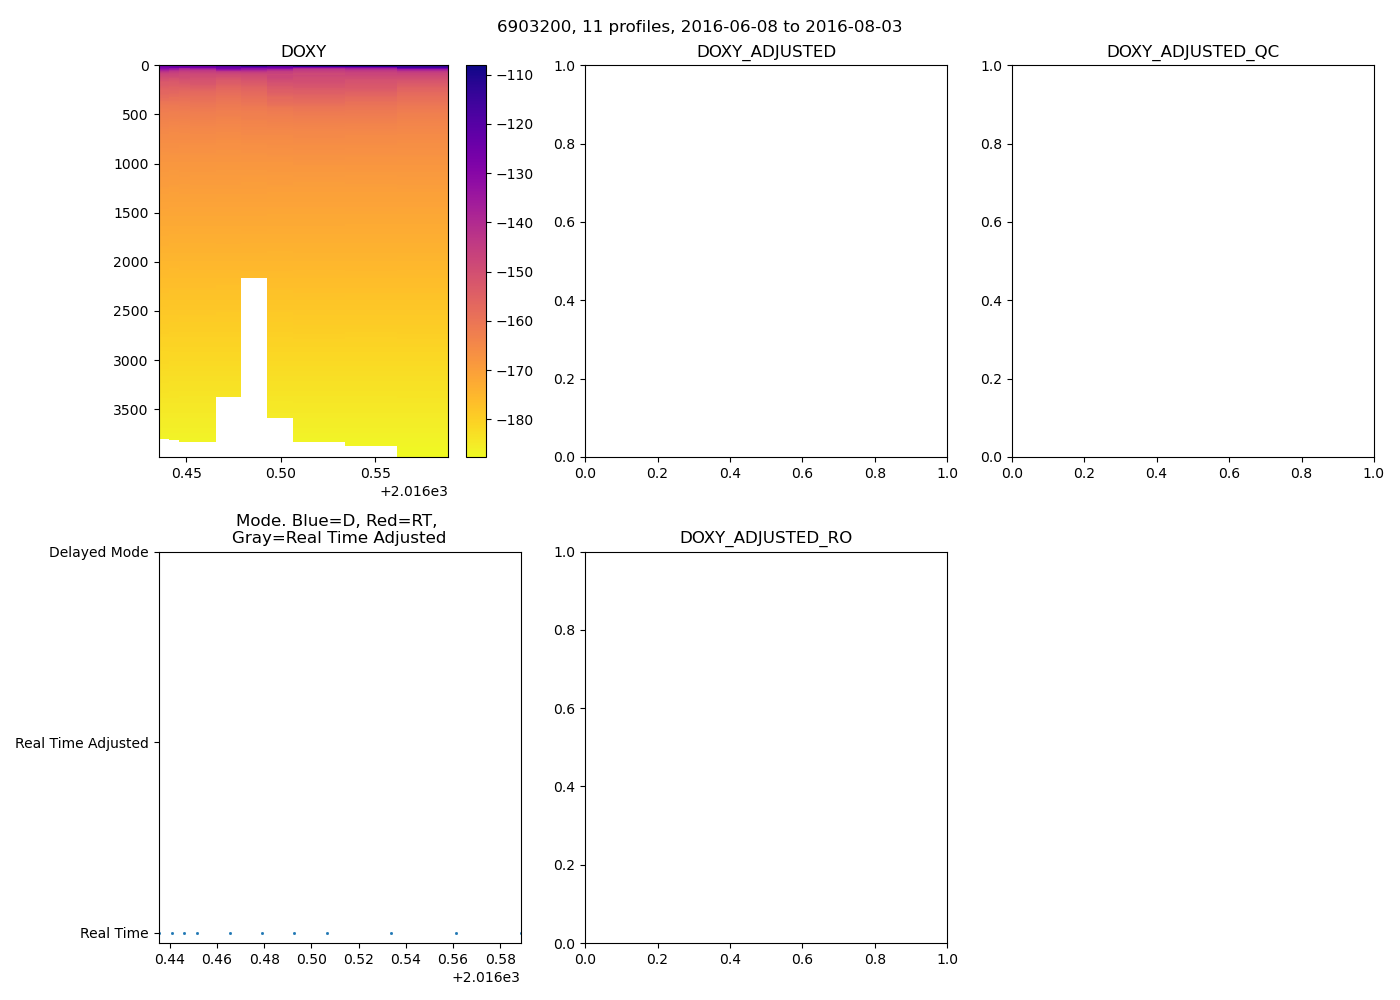 6903200, 11 profiles, 2016-06-08 to 2016-08-03
DOXY
0
500
1000
1500
2000
2500
3000
3500
0.45 0.50 0.55
+2.016e3
−110
−120
−130
−140
−150
−160
−170
−180
DOXY_ADJUSTED
1.0
0.8
0.6
0.4
0.2
0.0
0.0 0.2 0.4 0.6 0.8 1.0
DOXY_ADJUSTED_QC
1.0
0.8
0.6
0.4
0.2
0.0
0.0 0.2 0.4 0.6 0.8 1.0
Mode. Blue=D, Red=RT,
Gray=Real Time Adjusted
Delayed Mode
Real Time Adjusted
Real Time
0.44 0.46 0.48 0.50 0.52 0.54 0.56 0.58
+2.016e3
DOXY_ADJUSTED_RO
1.0
0.8
0.6
0.4
0.2
0.0
0.0 0.2 0.4 0.6 0.8 1.0